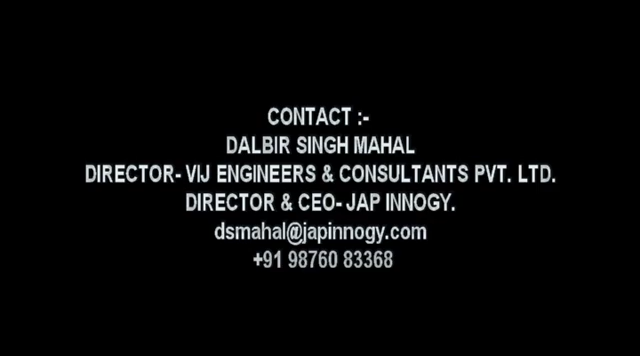 CONTACT :-
DALBIR SINGH MAHAL
DIRECTOR- VIJ ENGINEERS & CONSULTANTS PVT. LTD.
DIRECTOR & CEO- JAP INNOGY.
dsmahal@japinnogy.com
+91 98760 83368